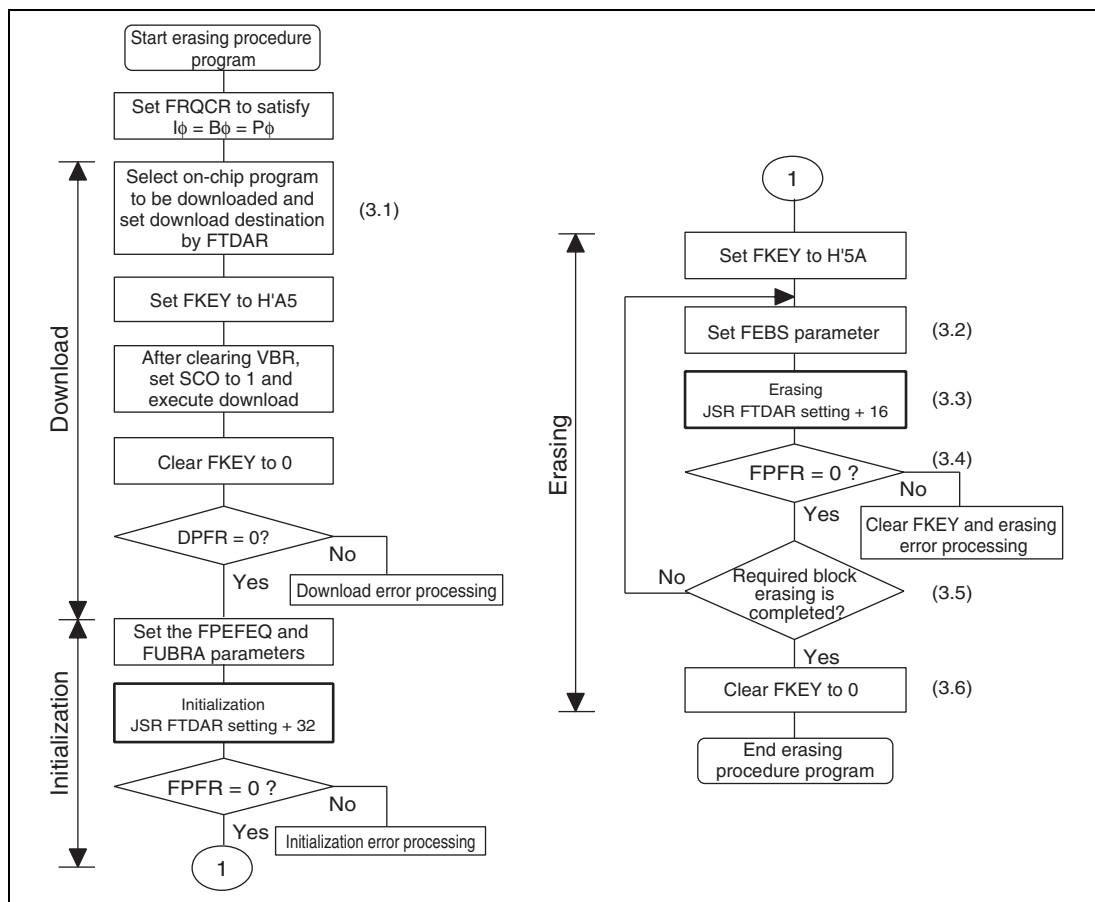 Start erasing procedure
program
Set FRQCR to satisfy
Iϕ = Bϕ = Pϕ
Download
Select on-chip program
to be downloaded and
set download destination
by FTDAR
(3.1)
Set FKEY to H'A5
After clearing VBR,
set SCO to 1 and
execute download
Clear FKEY to 0
DPFR = 0?
No
Yes
Download error processing
Initialization
Set the FPEFEQ and
FUBRA parameters
Initialization
JSR FTDAR setting + 32
FPFR = 0 ?
No
Yes
Initialization error processing
1
1
Erasing
Set FKEY to H'5A
Set FEBS parameter
(3.2)
Erasing
JSR FTDAR setting + 16
(3.3)
FPFR = 0 ?
(3.4)
No
Yes
Clear FKEY and erasing
error processing
No
Required block
erasing is
completed?
(3.5)
Yes
Clear FKEY to 0
(3.6)
End erasing
procedure program